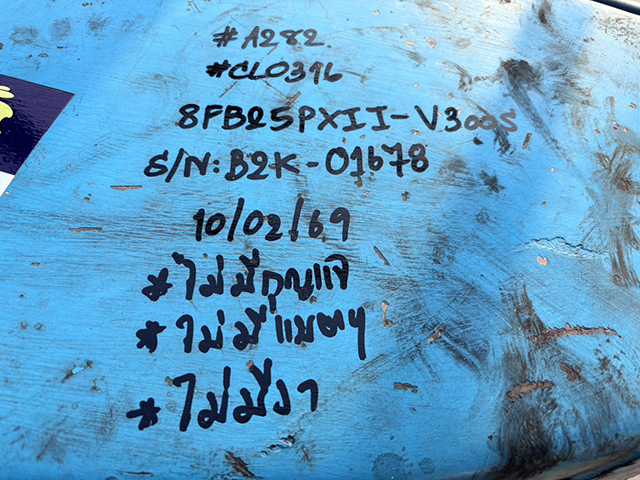 #A282
#CL0396
8FB25PXII-V300S
S/N: B2K-01678
10/02/69
*ไม่มีกุญแจ
*ไม่มีแบตฯ
*ไม่มีงา